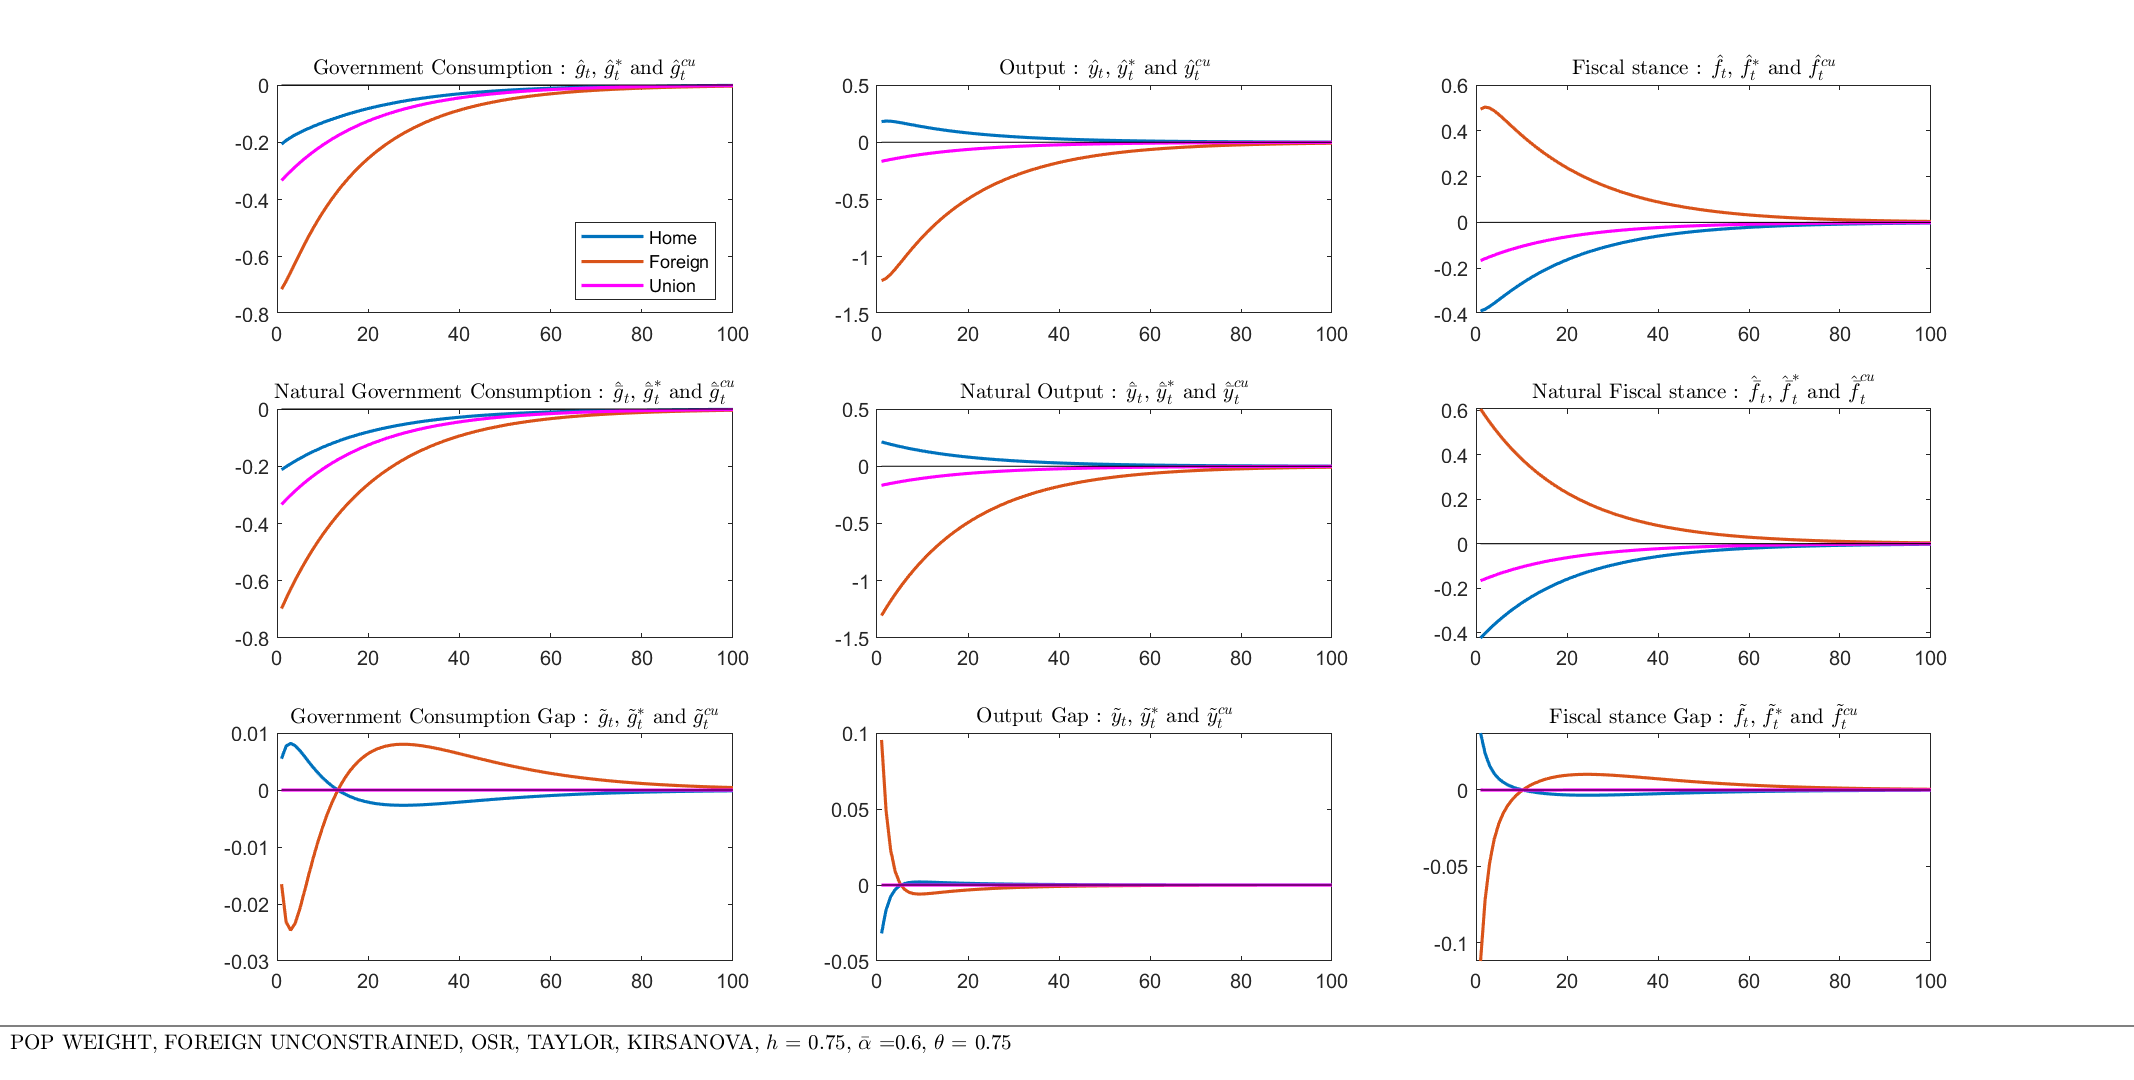 Government Consumption : ĝ_t, ĝ*_t and ĝ^cu_t
0
-0.2
-0.4
-0.6
-0.8
0 20 40 60 80 100
Home
Foreign
Union
Output : ŷ_t, ŷ*_t and ŷ^cu_t
0.5
0
-0.5
-1
-1.5
0 20 40 60 80 100
Fiscal stance : f̂_t, f̂*_t and f̂^cu_t
0.6
0.4
0.2
0
-0.2
-0.4
0 20 40 60 80 100
Natural Government Consumption : ḡ̂_t, ḡ̂*_t and ḡ̂^cu_t
0
-0.2
-0.4
-0.6
-0.8
0 20 40 60 80 100
Natural Output : ȳ̂_t, ȳ̂*_t and ȳ̂^cu_t
0.5
0
-0.5
-1
-1.5
0 20 40 60 80 100
Natural Fiscal stance : f̄̂_t, f̄̂*_t and f̄̂^cu_t
0.6
0.4
0.2
0
-0.2
-0.4
0 20 40 60 80 100
Government Consumption Gap : g̃_t, g̃*_t and g̃^cu_t
0.01
0
-0.01
-0.02
-0.03
0 20 40 60 80 100
Output Gap : ỹ_t, ỹ*_t and ỹ^cu_t
0.1
0.05
0
-0.05
0 20 40 60 80 100
Fiscal stance Gap : f̃_t, f̃*_t and f̃^cu_t
0
-0.05
-0.1
0 20 40 60 80 100
POP WEIGHT, FOREIGN UNCONSTRAINED, OSR, TAYLOR, KIRSANOVA, h = 0.75, ᾱ =0.6, θ = 0.75